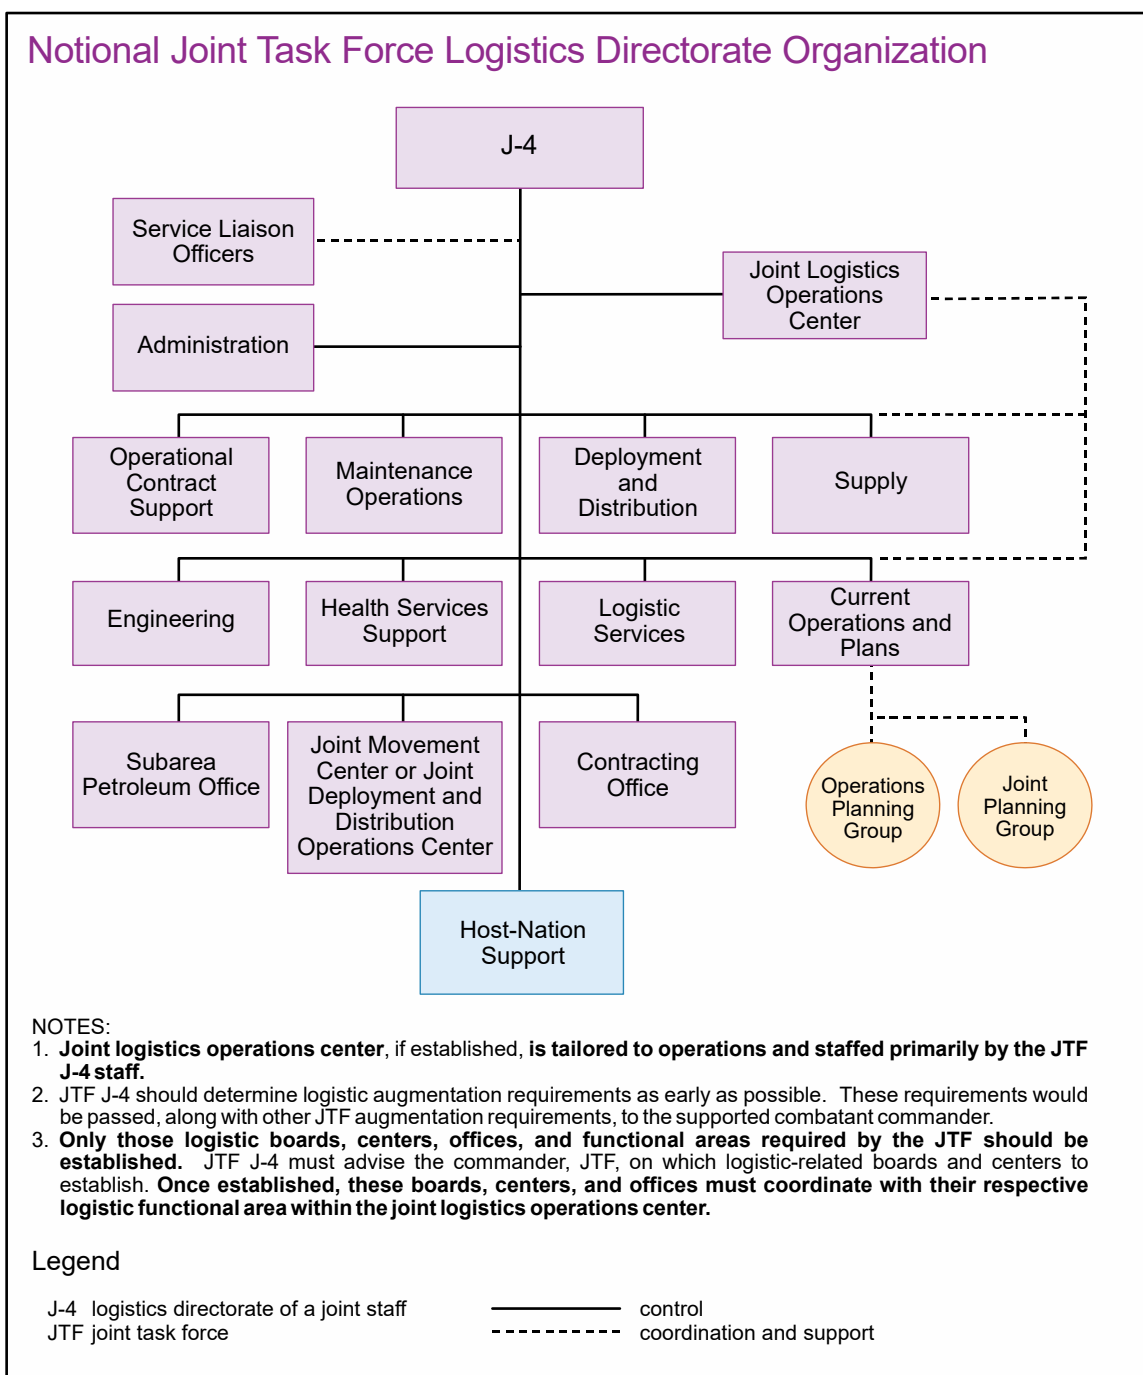 Notional Joint Task Force Logistics Directorate Organization
J-4
Service Liaison
Officers
Joint Logistics
Operations
Center
Administration
Operational
Contract
Support
Maintenance
Operations
Deployment
and
Distribution
Supply
Engineering
Health Services
Support
Logistic
Services
Current
Operations and
Plans
Subarea
Petroleum Office
Joint Movement
Center or Joint
Deployment and
Distribution
Operations Center
Contracting
Office
Operations
Planning
Group
Joint
Planning
Group
Host-Nation
Support
NOTES:
1. Joint logistics operations center, if established, is tailored to operations and staffed primarily by the JTF
J-4 staff.
2. JTF J-4 should determine logistic augmentation requirements as early as possible. These requirements would
be passed, along with other JTF augmentation requirements, to the supported combatant commander.
3. Only those logistic boards, centers, offices, and functional areas required by the JTF should be
established. JTF J-4 must advise the commander, JTF, on which logistic-related boards and centers to
establish. Once established, these boards, centers, and offices must coordinate with their respective
logistic functional area within the joint logistics operations center.
Legend
J-4 logistics directorate of a joint staff
JTF joint task force
control
coordination and support